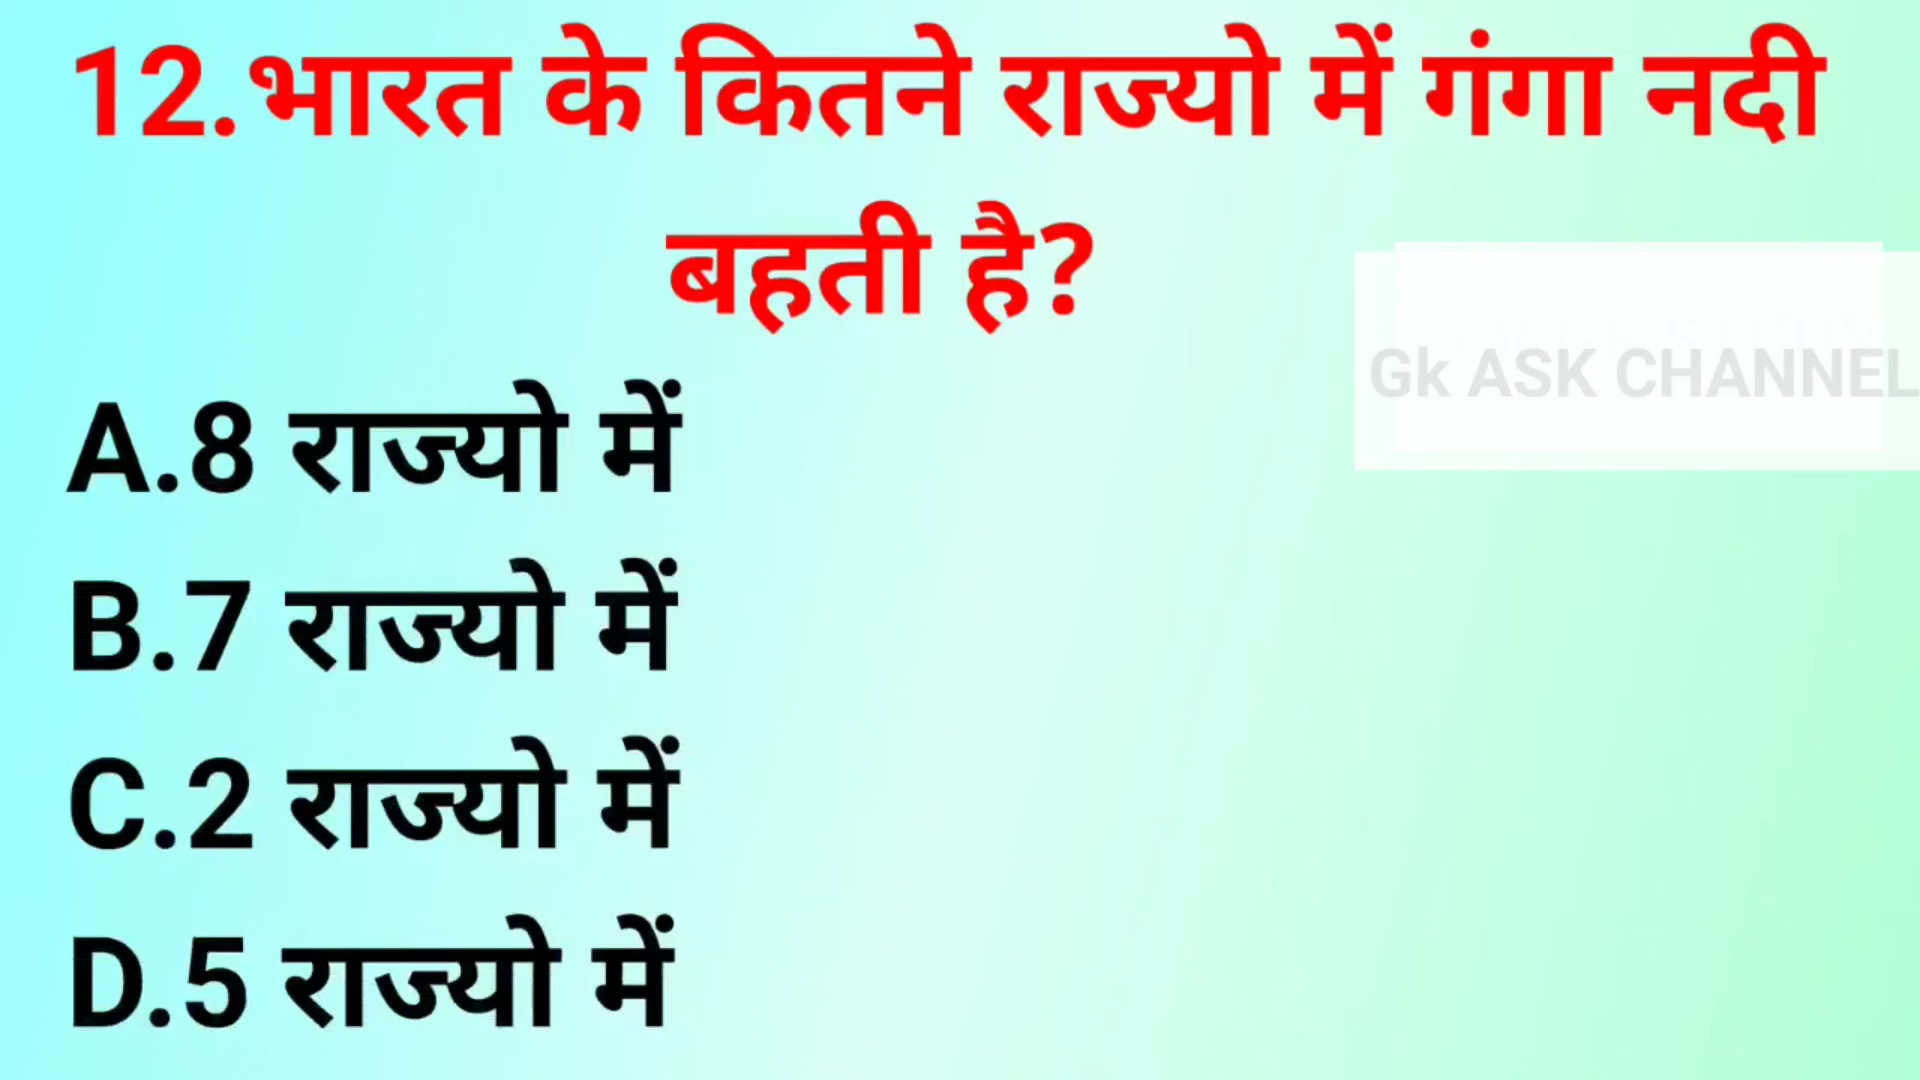 12.भारत के कितने राज्यो में गंगा नदी
बहती है?
Gk ASK CHANNEL
A.8 राज्यो में
B.7 राज्यो में
C.2 राज्यो में
D.5 राज्यो में